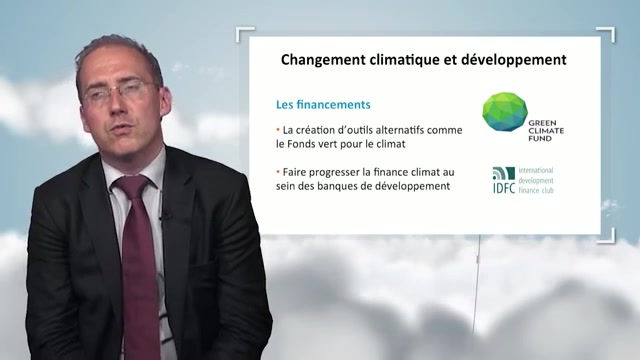 Changement climatique et développement
Les financements
• La création d'outils alternatifs comme
le Fonds vert pour le climat
• Faire progresser la finance climat au
sein des banques de développement
GREEN
CLIMATE
FUND
IDFC
international
development
finance club